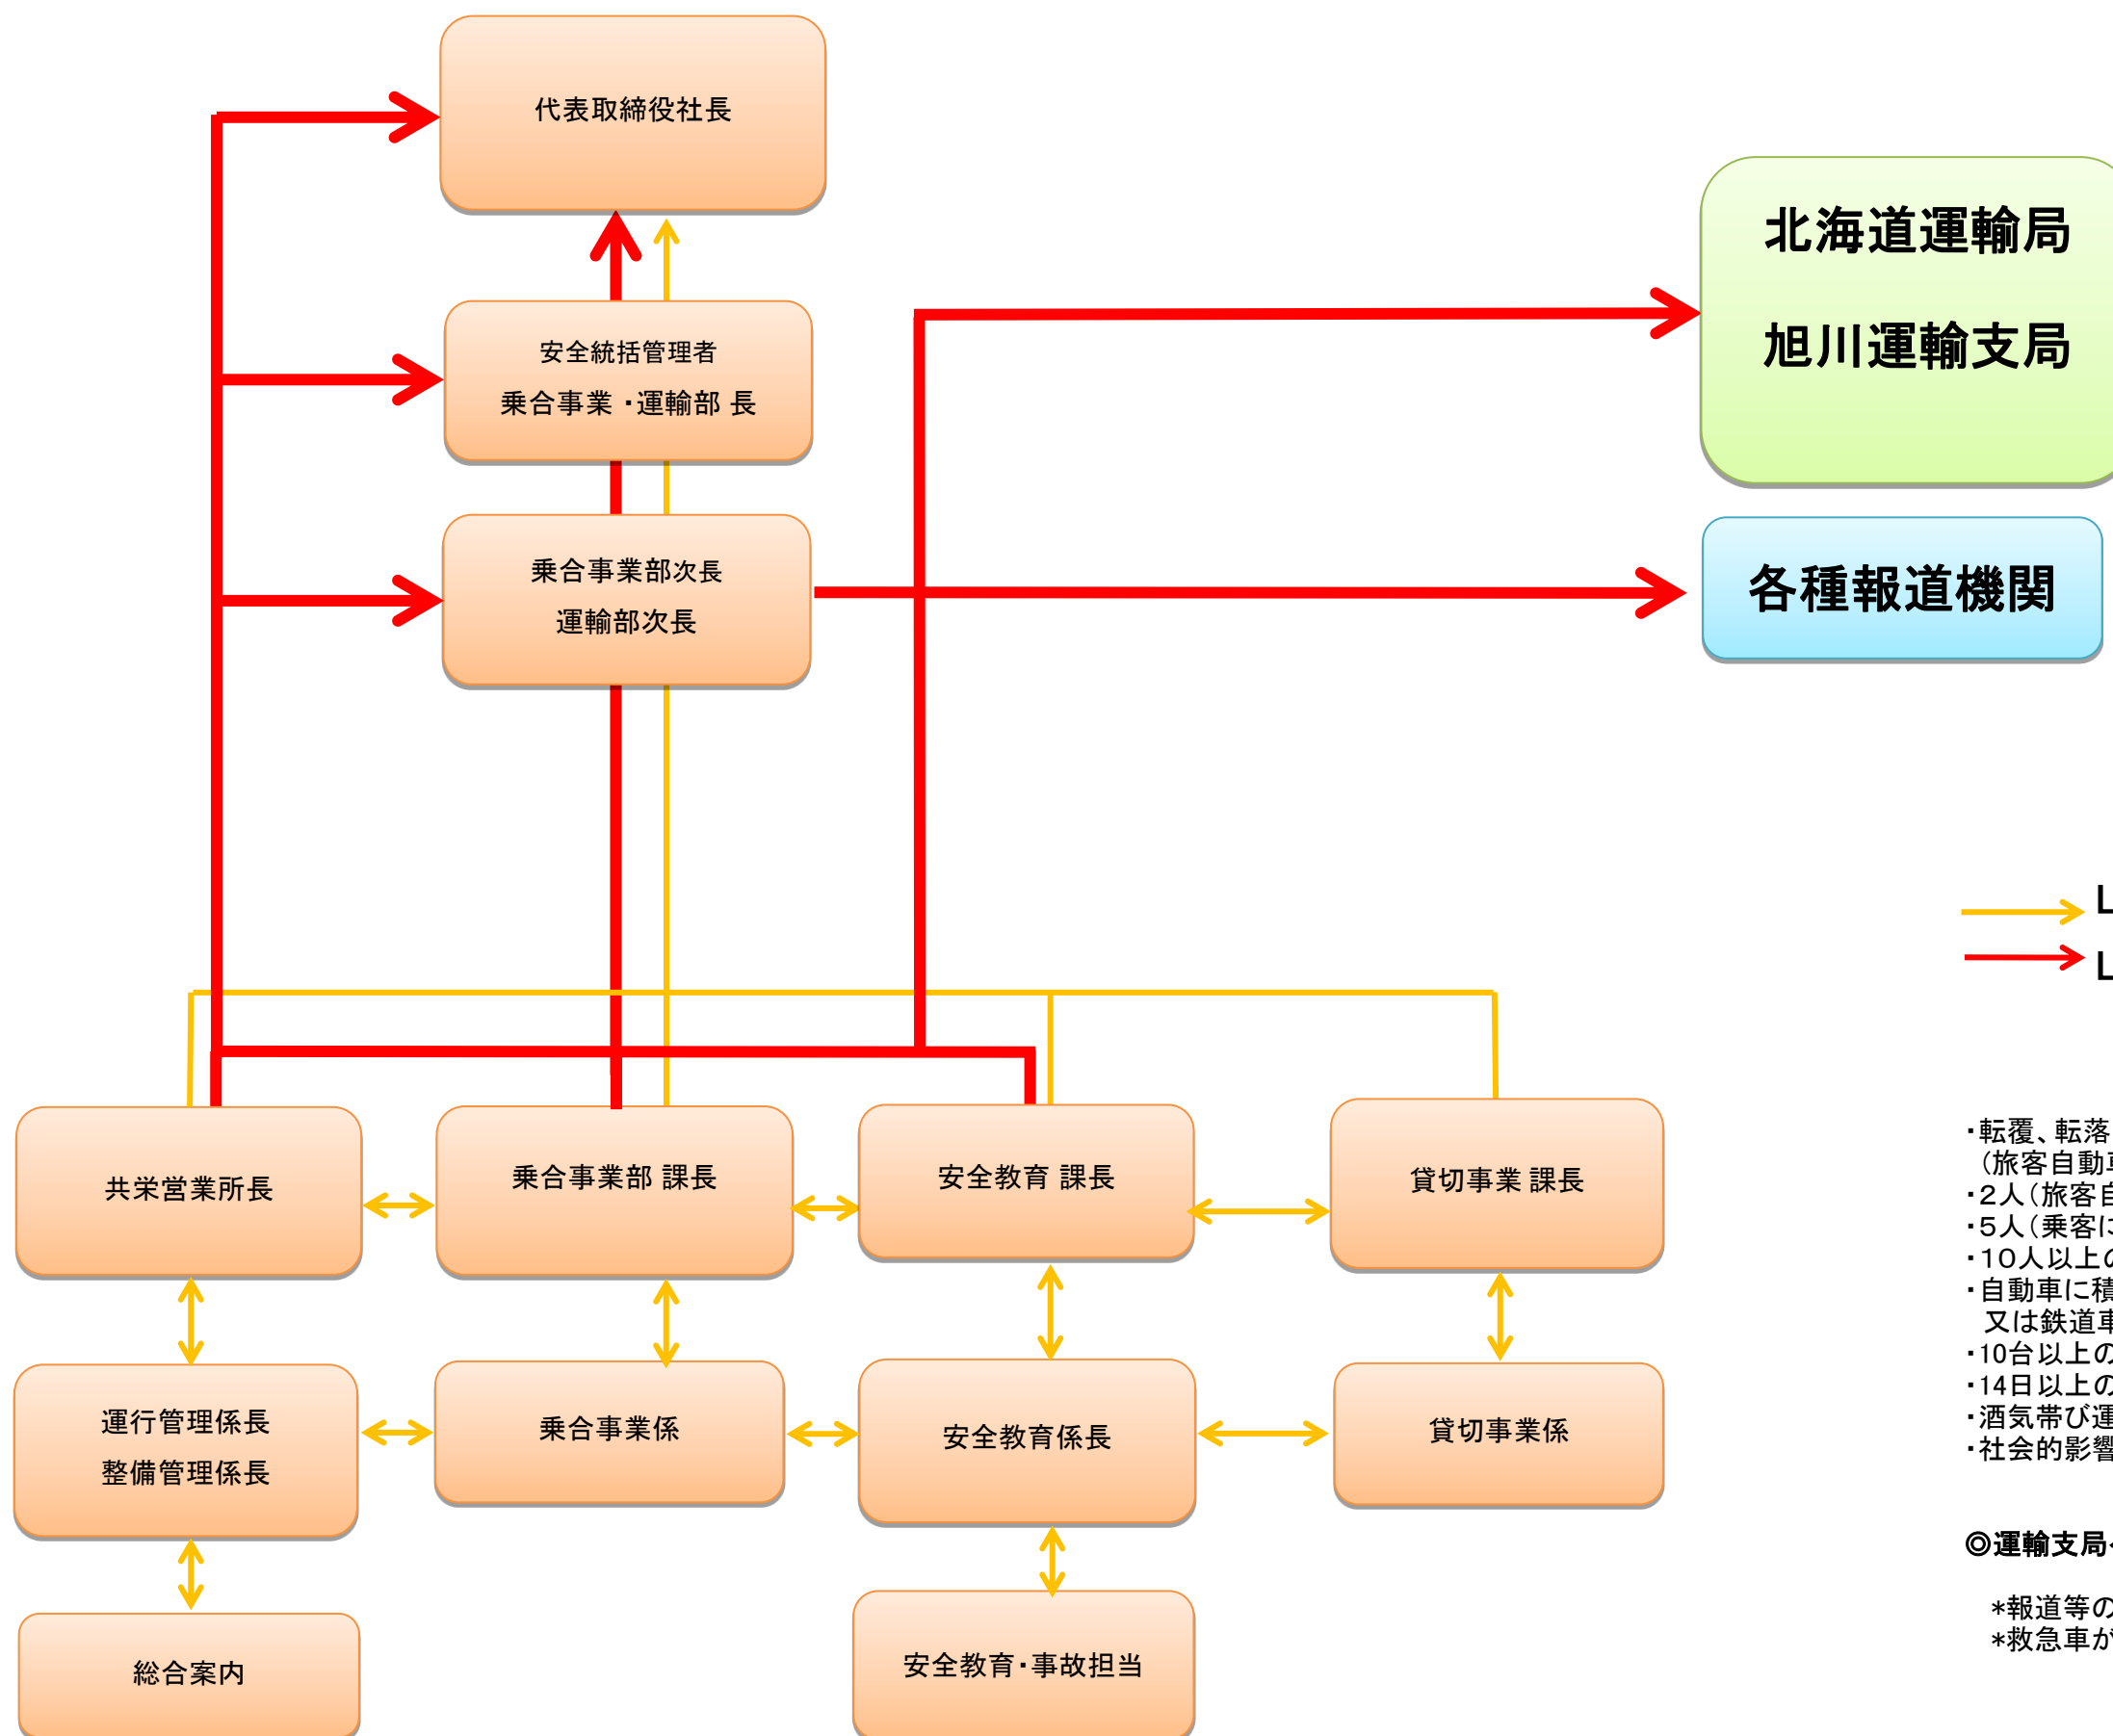 代表取締役社長
北海道運輸局
旭川運輸支局
安全統括管理者
乗合事業・運輸部 長
乗合事業部次長
運輸部次長
各種報道機関
L
L
共栄営業所長
乗合事業部 課長
安全教育 課長
貸切事業 課長
運行管理係長
整備管理係長
乗合事業係
安全教育係長
貸切事業係
総合案内
安全教育・事故担当
・転覆、転落
（旅客自動車
・２人（旅客自
・５人（乗客に
・１０人以上の
・自動車に積
又は鉄道車
・10台以上の
・14日以上の
・酒気帯び運
・社会的影響
◎運輸支局へ
*報道等の
*救急車が